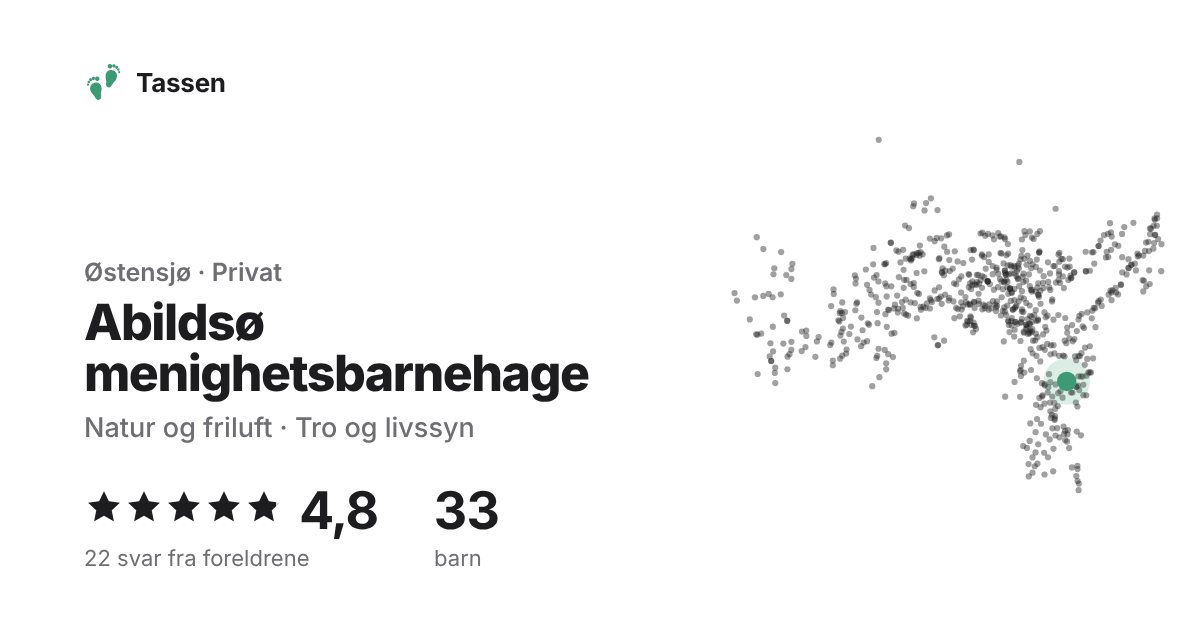 Tassen
Østensjø · Privat
Abildsø
menighetsbarnehage
Natur og friluft · Tro og livssyn
4,8
22 svar fra foreldrene
33
barn